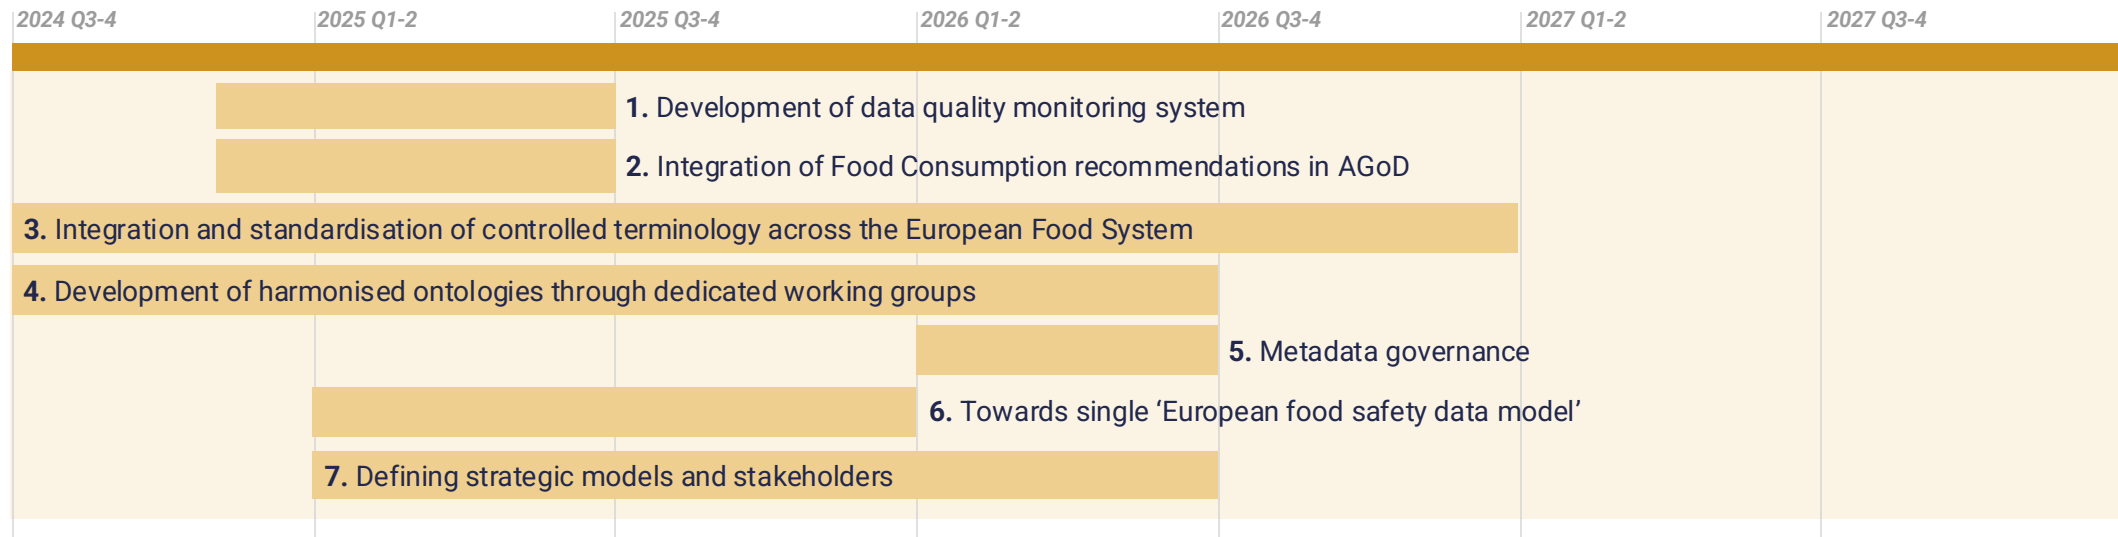 2024 Q3-4 2025 Q1-2 2025 Q3-4 2026 Q1-2 2026 Q3-4 2027 Q1-2 2027 Q3-4
1. Development of data quality monitoring system
2. Integration of Food Consumption recommendations in AGoD
3. Integration and standardisation of controlled terminology across the European Food System
4. Development of harmonised ontologies through dedicated working groups
5. Metadata governance
6. Towards single ‘European food safety data model’
7. Defining strategic models and stakeholders